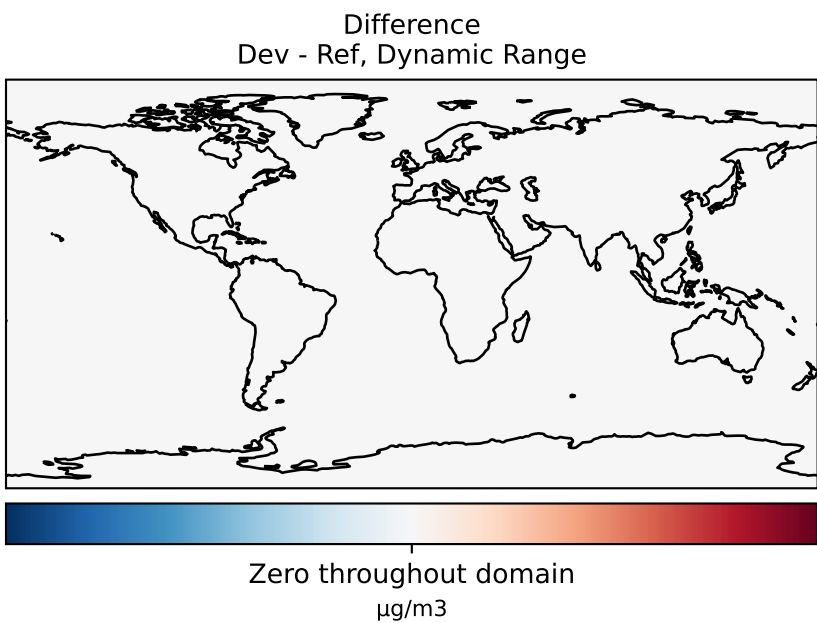 Difference
Dev - Ref, Dynamic Range
Zero throughout domain
μg/m3